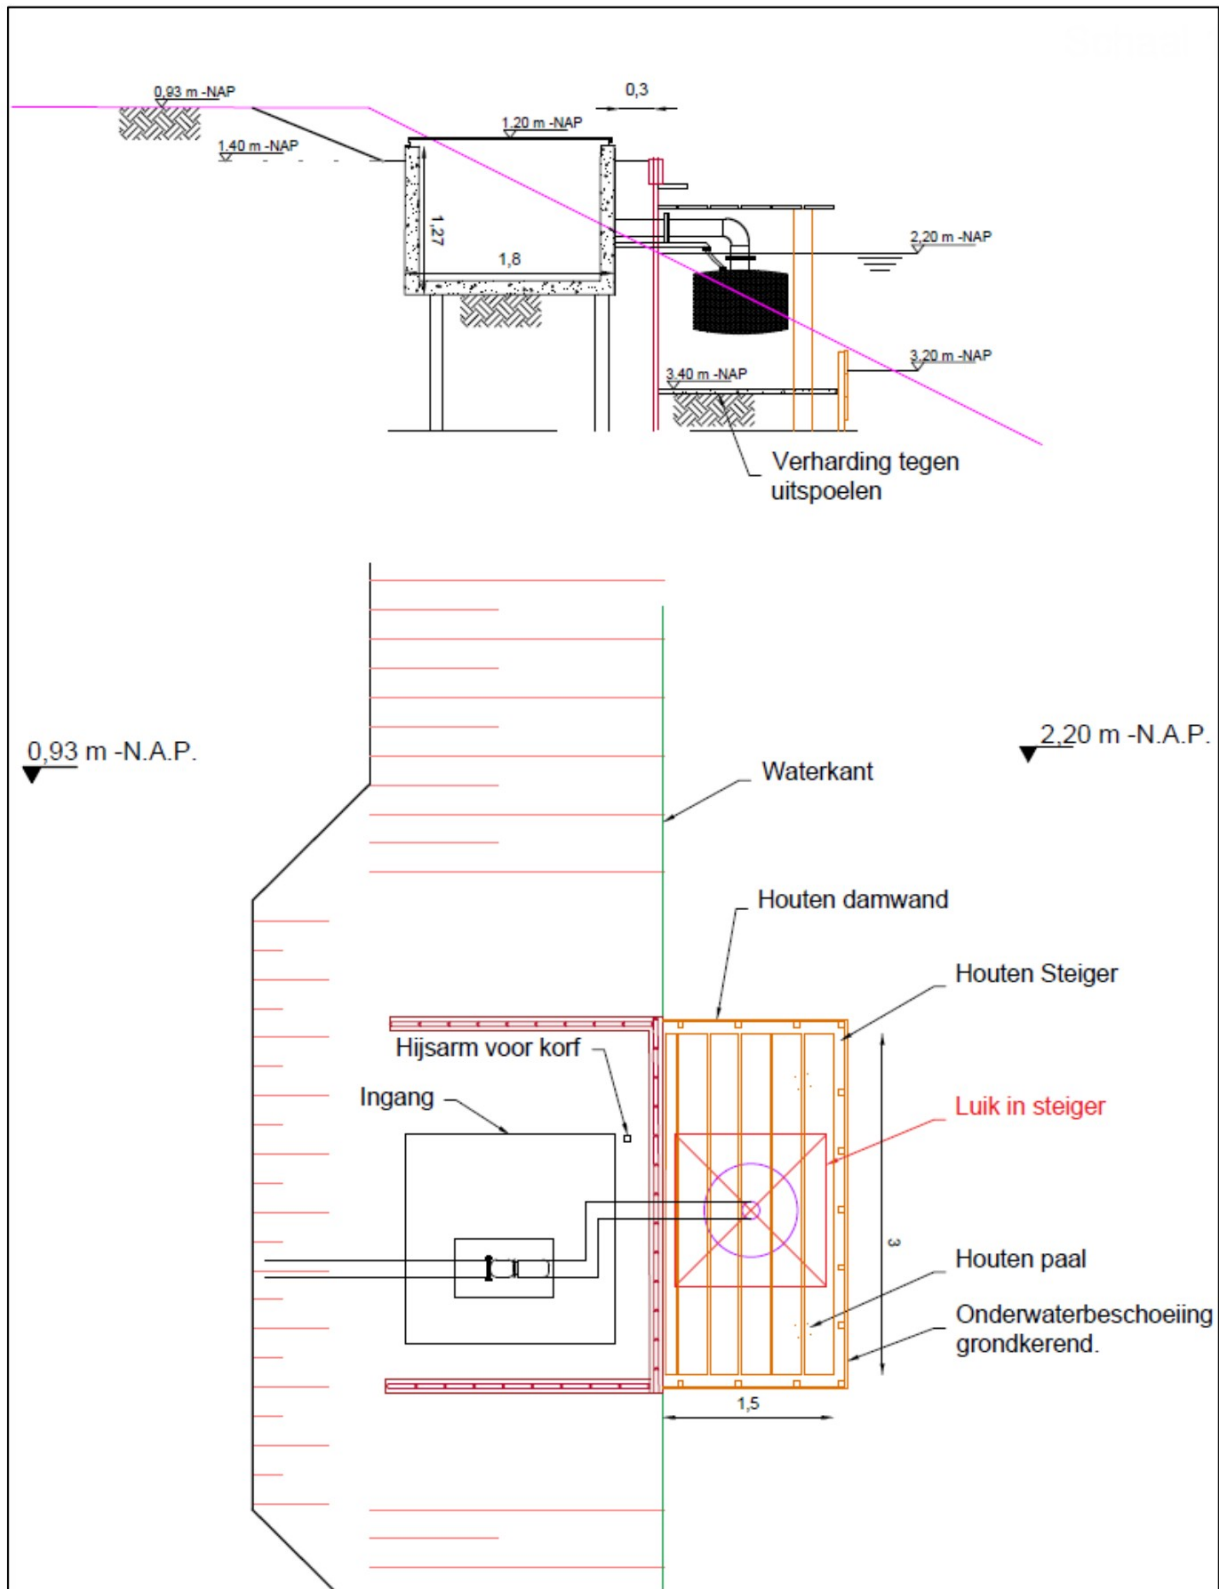 0,93 m -NAP
0,3
1.20 m -NAP
1.40 m -NAP
1,27
1,8
2,20 m -NAP
3,20 m -NAP
3.40 m -NAP
Verharding tegen
uitspoelen
0,93 m -N.A.P.
2,20 m -N.A.P.
Waterkant
Houten damwand
Houten Steiger
Hijsarm voor korf
Ingang
Luik in steiger
3
Houten paal
Onderwaterbeschoeiing
grondkerend.
1,5